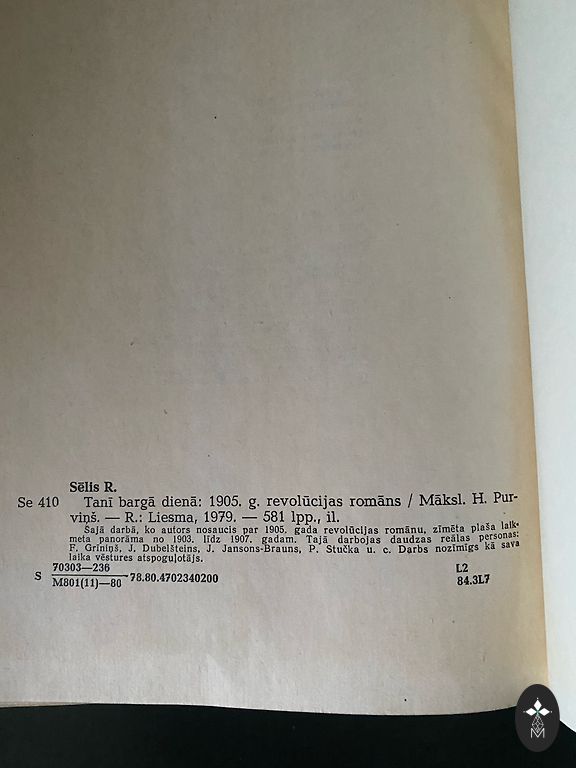 Sēlis R.
Se 410 Tanī bargā dienā: 1905. g. revolūcijas romāns / Māksl. H. Pur-
viņš. — R.: Liesma, 1979. — 581 lpp., il.
Šajā darbā, ko autors nosaucis par 1905. gada revolūcijas romānu, zīmēta plaša laik-
meta panorāma no 1903. līdz 1907. gadam. Tajā darbojas daudzas reālas personas:
F. Griniņš, J. Dubelšteins, J. Jansons-Brauns, P. Stučka u. c. Darbs nozīmīgs kā sava
laika vēstures atspoguļotājs.
S 70303—236 78.80.4702340200 L2
M801(11)—80 84.3L7
M